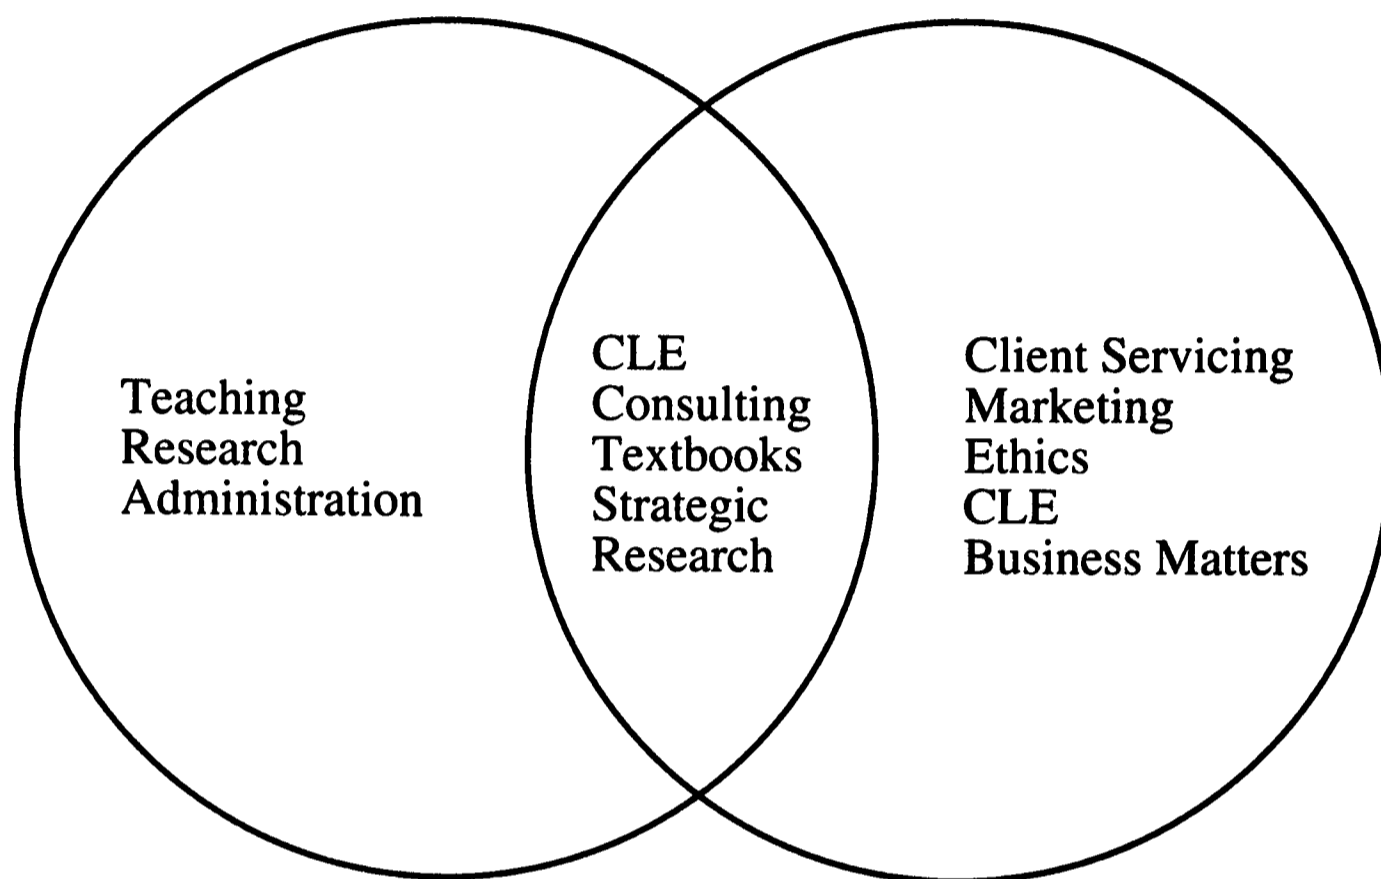 Teaching
Research
Administration
CLE
Consulting
Textbooks
Strategic
Research
Client Servicing
Marketing
Ethics
CLE
Business Matters